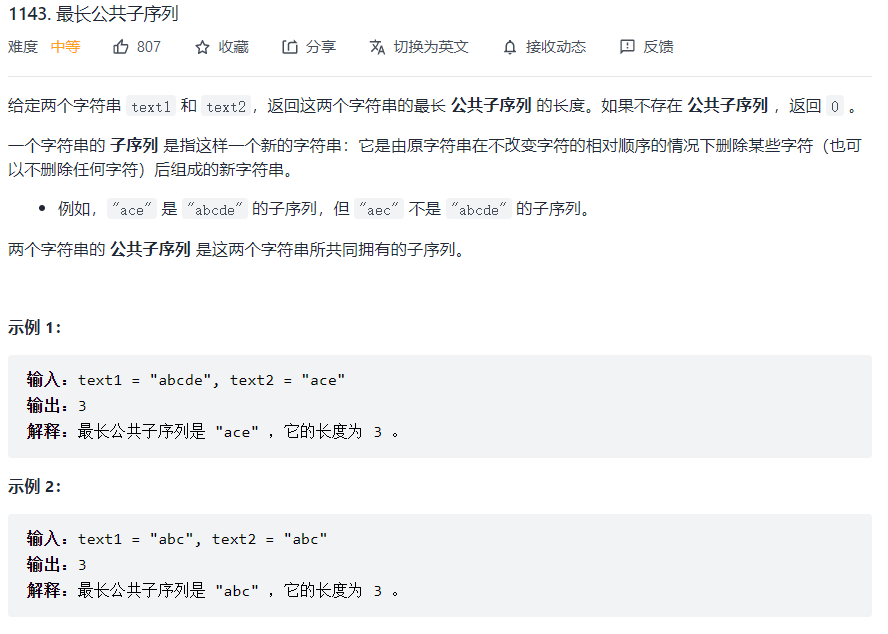 1143. 最长公共子序列
难度 中等 807 收藏 分享 切换为英文 接收动态 反馈
给定两个字符串 text1 和 text2，返回这两个字符串的最长 公共子序列 的长度。如果不存在 公共子序列 ，返回 0 。
一个字符串的 子序列 是指这样一个新的字符串：它是由原字符串在不改变字符的相对顺序的情况下删除某些字符（也可
以不删除任何字符）后组成的新字符串。
• 例如，"ace" 是 "abcde" 的子序列，但 "aec" 不是 "abcde" 的子序列。
两个字符串的 公共子序列 是这两个字符串所共同拥有的子序列。
示例 1：
输入：text1 = "abcde", text2 = "ace"
输出：3
解释：最长公共子序列是 "ace" ，它的长度为 3 。
示例 2：
输入：text1 = "abc", text2 = "abc"
输出：3
解释：最长公共子序列是 "abc" ，它的长度为 3 。